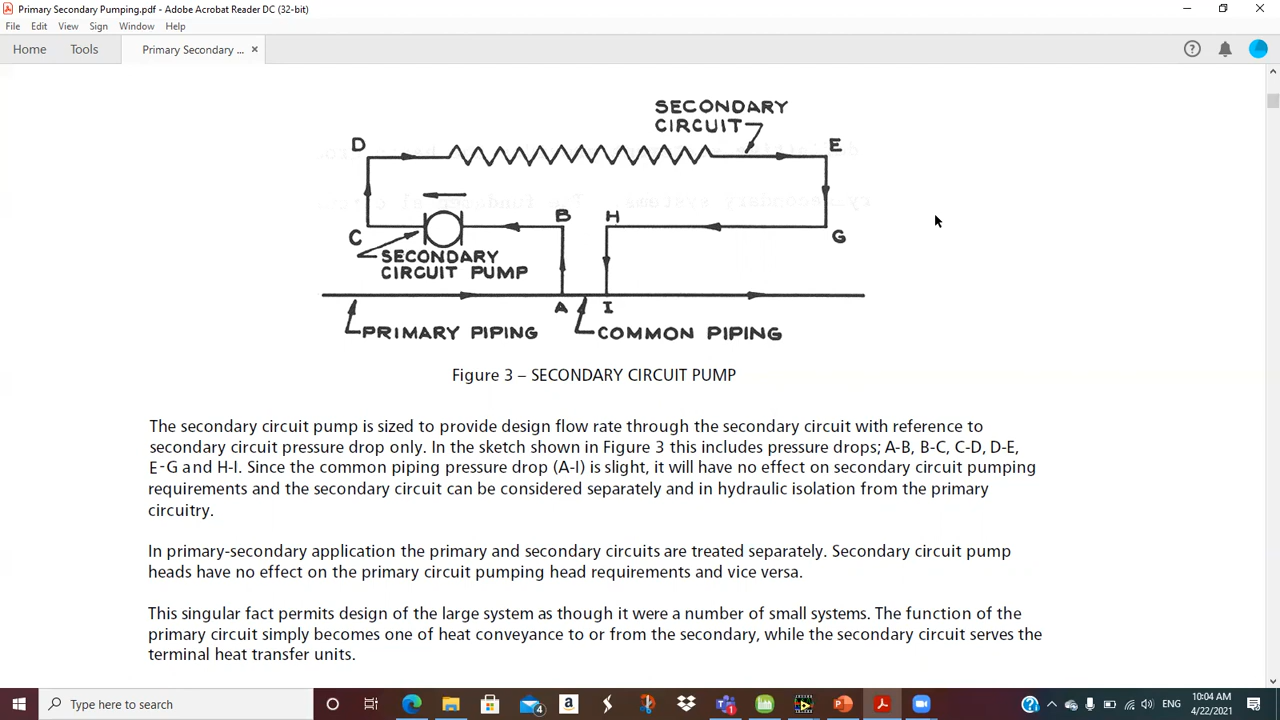 Primary Secondary Pumping.pdf - Adobe Acrobat Reader DC (32-bit)
File Edit View Sign Window Help
Home Tools Primary Secondary ... ×
SECONDARY
CIRCUIT
D
E
B
H
C
G
SECONDARY
CIRCUIT PUMP
A
I
PRIMARY PIPING
COMMON PIPING
Figure 3 – SECONDARY CIRCUIT PUMP
The secondary circuit pump is sized to provide design flow rate through the secondary circuit with reference to
secondary circuit pressure drop only. In the sketch shown in Figure 3 this includes pressure drops; A-B, B-C, C-D, D-E,
E-G and H-I. Since the common piping pressure drop (A-I) is slight, it will have no effect on secondary circuit pumping
requirements and the secondary circuit can be considered separately and in hydraulic isolation from the primary
circuitry.
In primary-secondary application the primary and secondary circuits are treated separately. Secondary circuit pump
heads have no effect on the primary circuit pumping head requirements and vice versa.
This singular fact permits design of the large system as though it were a number of small systems. The function of the
primary circuit simply becomes one of heat conveyance to or from the secondary, while the secondary circuit serves the
terminal heat transfer units.
Type here to search
4
1
10:04 AM
4/22/2021